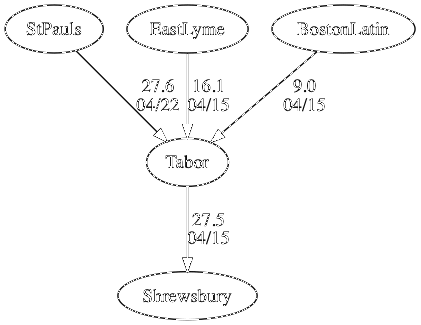 StPauls EastLyme BostonLatin
27.6 16.1 9.0
04/22 04/15 04/15
Tabor
27.5
04/15
Shrewsbury